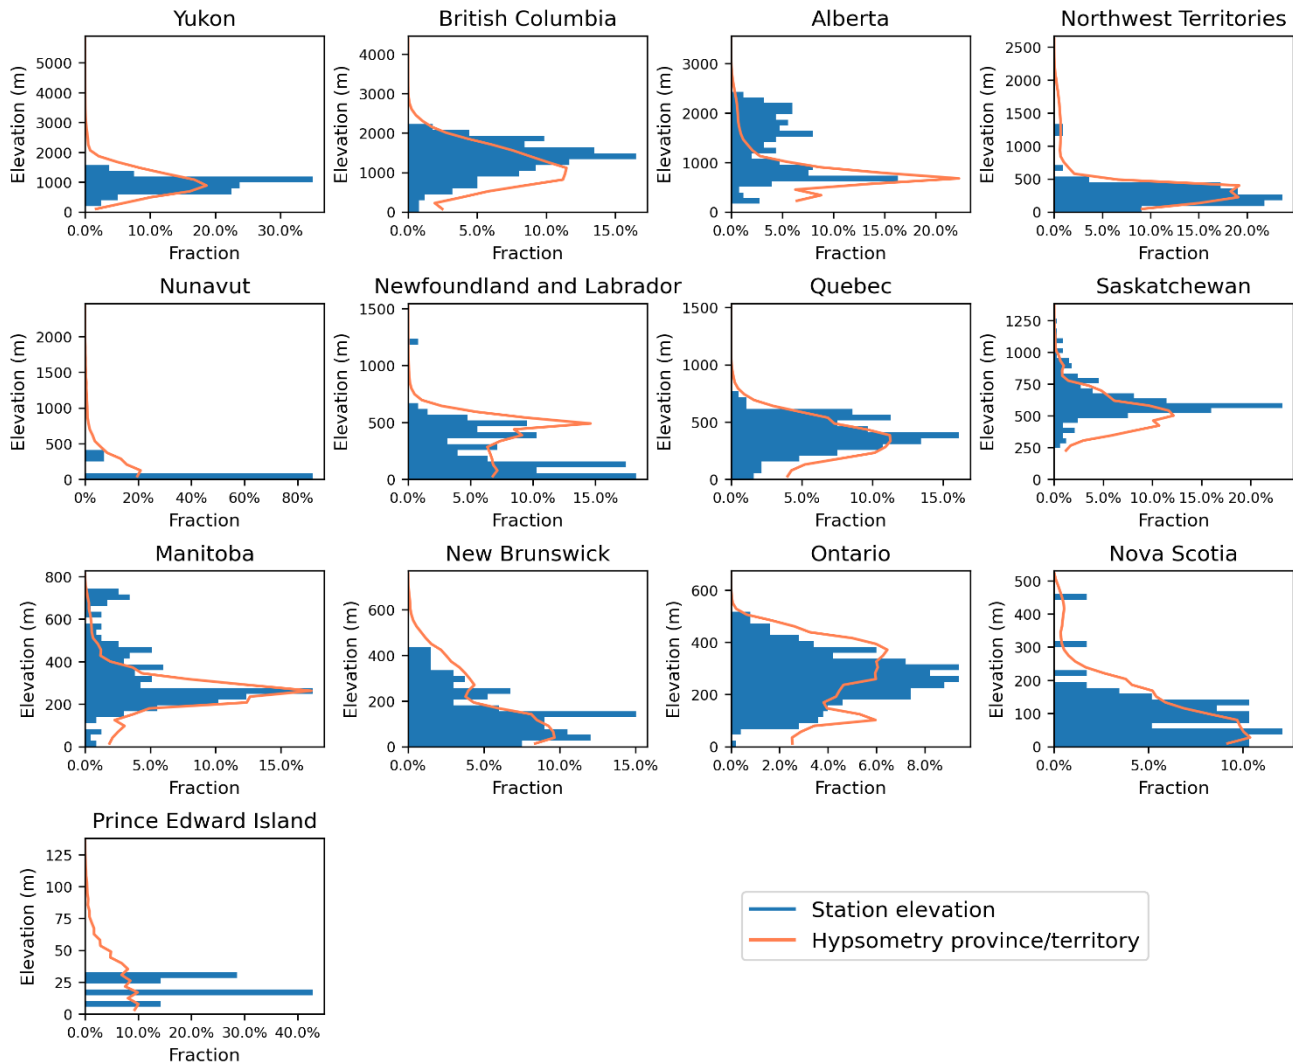 Yukon
Elevation (m)
5000
4000
3000
2000
1000
0
0.0% 10.0% 20.0% 30.0%
Fraction
British Columbia
Elevation (m)
4000
3000
2000
1000
0
0.0% 5.0% 10.0% 15.0%
Fraction
Alberta
Elevation (m)
3000
2000
1000
0
0.0% 5.0% 10.0% 15.0% 20.0%
Fraction
Northwest Territories
Elevation (m)
2500
2000
1500
1000
500
0
0.0% 5.0% 10.0% 15.0% 20.0%
Fraction
Nunavut
Elevation (m)
2000
1500
1000
500
0
0% 20% 40% 60% 80%
Fraction
Newfoundland and Labrador
Elevation (m)
1500
1000
500
0
0.0% 5.0% 10.0% 15.0%
Fraction
Quebec
Elevation (m)
1500
1000
500
0
0.0% 5.0% 10.0% 15.0%
Fraction
Saskatchewan
Elevation (m)
1250
1000
750
500
250
0
0.0% 5.0% 10.0% 15.0% 20.0%
Fraction
Manitoba
Elevation (m)
800
600
400
200
0
0.0% 5.0% 10.0% 15.0%
Fraction
New Brunswick
Elevation (m)
600
400
200
0
0.0% 5.0% 10.0% 15.0%
Fraction
Ontario
Elevation (m)
600
400
200
0
0.0% 2.0% 4.0% 6.0% 8.0%
Fraction
Nova Scotia
Elevation (m)
500
400
300
200
100
0
0.0% 5.0% 10.0%
Fraction
Prince Edward Island
Elevation (m)
125
100
75
50
25
0
0.0% 10.0% 20.0% 30.0% 40.0%
Fraction
Station elevation
Hypsometry province/territory